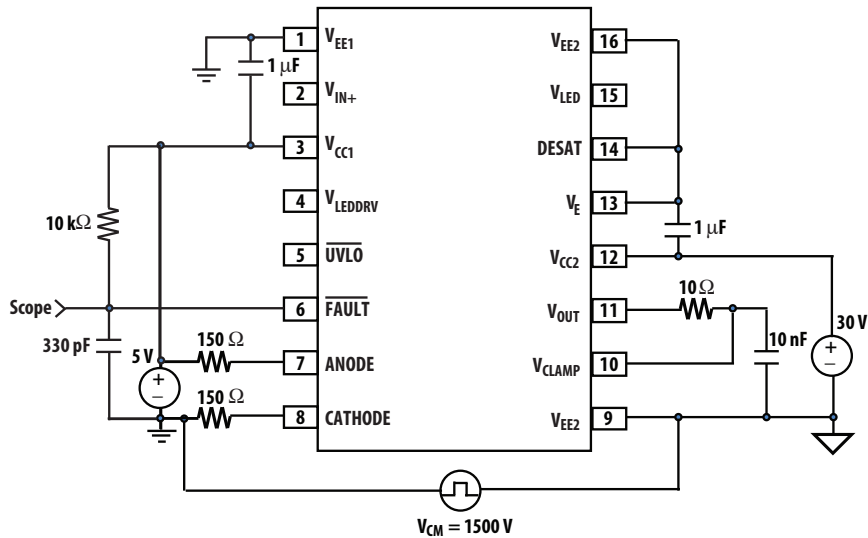 1 V_EE1
1 μF
2 V_IN+
3 V_CC1
4 V_LEDDRV
10 kΩ
5 U̅V̅L̅O̅
Scope
6 F̅A̅U̅L̅T̅
330 pF
5 V
+
−
150 Ω
7 ANODE
150 Ω
8 CATHODE
V_EE2 16
V_LED 15
DESAT 14
V_E 13
1 μF
V_CC2 12
10 Ω
V_OUT 11
30 V
+
−
10 nF
V_CLAMP 10
V_EE2 9
V_CM = 1500 V